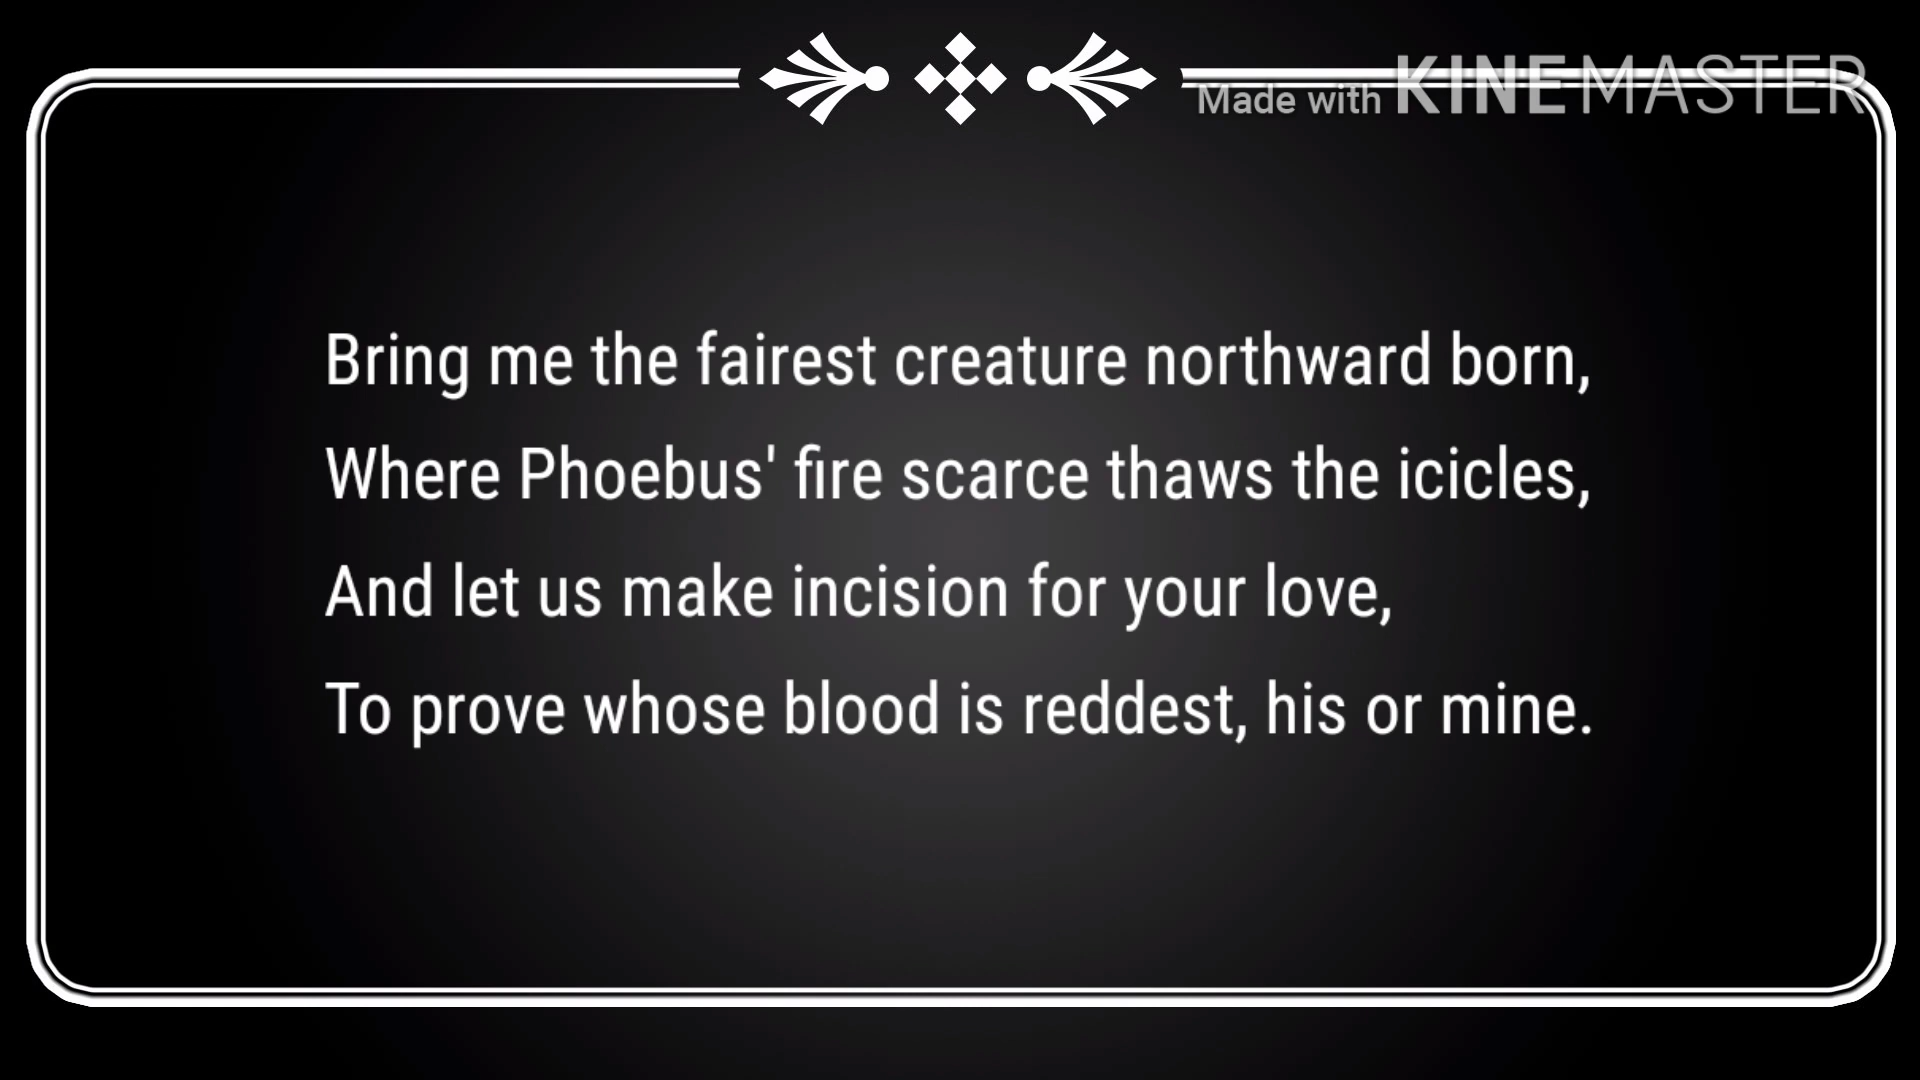 Made with KINEMASTER
Bring me the fairest creature northward born,
Where Phoebus' fire scarce thaws the icicles,
And let us make incision for your love,
To prove whose blood is reddest, his or mine.